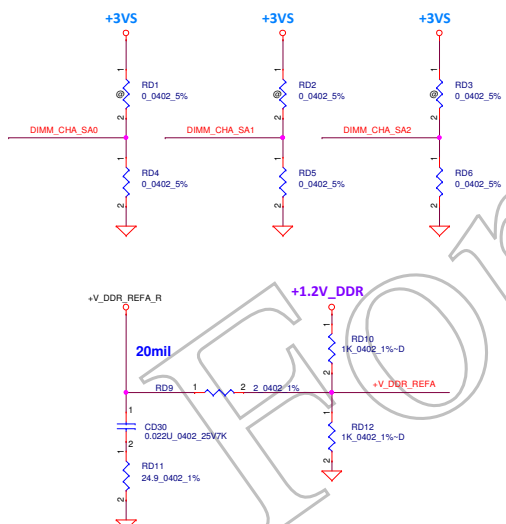 +3VS
+3VS
+3VS
1
@
RD1
0_0402_5%
2
1
@
RD2
0_0402_5%
2
1
@
RD3
0_0402_5%
2
DIMM_CHA_SA0
DIMM_CHA_SA1
DIMM_CHA_SA2
1
RD4
0_0402_5%
2
1
RD5
0_0402_5%
2
1
RD6
0_0402_5%
2
+V_DDR_REFA_R
+1.2V_DDR
20mil
1
RD10
1K_0402_1%~D
2
RD9
1
2
2_0402_1%
+V_DDR_REFA
1
CD30
0.022U_0402_25V7K
2
1
RD12
1K_0402_1%~D
2
1
RD11
24.9_0402_1%
2
For